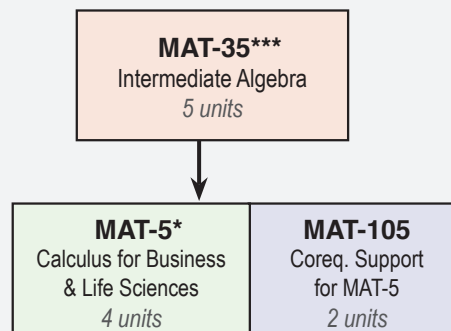 MAT-35***
Intermediate Algebra
5 units
MAT-5*
Calculus for Business
& Life Sciences
4 units
MAT-105
Coreq. Support
for MAT-5
2 units